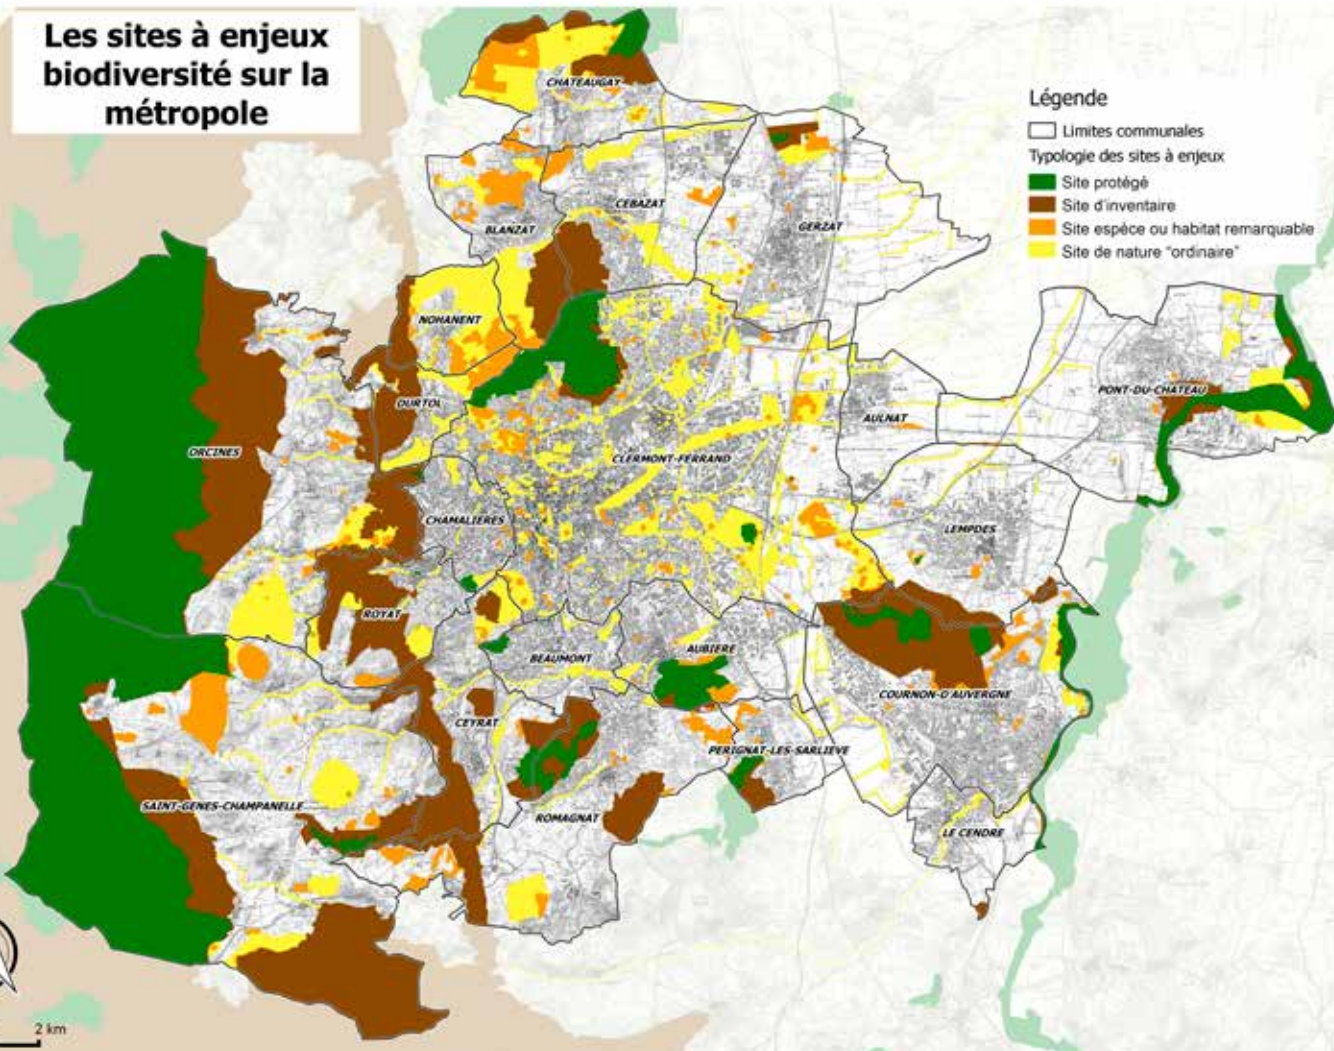 Les sites à enjeux
biodiversité sur la
métropole
Légende
Limites communales
Typologie des sites à enjeux
Site protégé
Site d'inventaire
Site espèce ou habitat remarquable
Site de nature "ordinaire"
CHATEAUGAY
CEBAZAT
BLANZAT
GERZAT
NOHANENT
DURTOL
PONT-DU-CHATEAU
AULNAT
ORCINES
CLERMONT-FERRAND
CHAMALIERES
LEMPDES
ROYAT
BEAUMONT
AUBIERE
COURNON-D'AUVERGNE
CEYRAT
PERIGNAT-LES-SARLIEVE
SAINT-GENES-CHAMPANELLE
ROMAGNAT
LE CENDRE
2 km